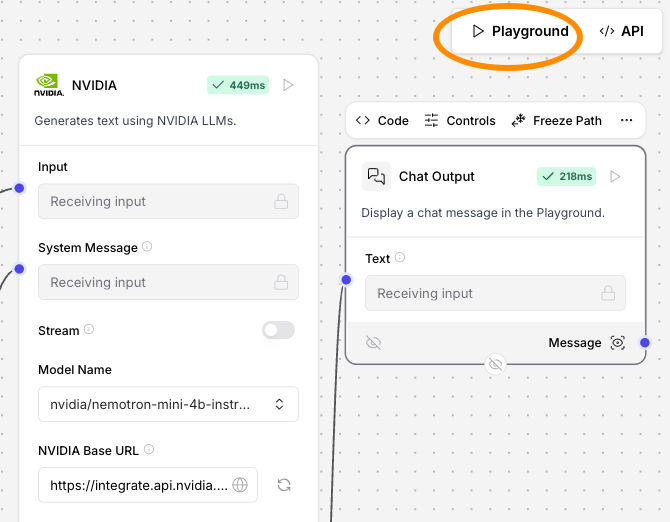 Playground
API
NVIDIA.
NVIDIA
449ms
Generates text using NVIDIA LLMs.
Input
Receiving input
System Message
Receiving input
Stream
Model Name
nvidia/nemotron-mini-4b-instr...
NVIDIA Base URL
https://integrate.api.nvidia....
Code
Controls
Freeze Path
Chat Output
218ms
Display a chat message in the Playground.
Text
Receiving input
Message